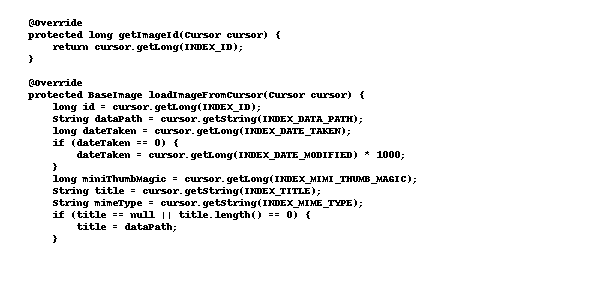 @Override
protected long getImageId(Cursor cursor) {
return cursor.getLong(INDEX_ID);
}
@Override
protected BaseImage loadImageFromCursor(Cursor cursor) {
long id = cursor.getLong(INDEX_ID);
String dataPath = cursor.getString(INDEX_DATA_PATH);
long dateTaken = cursor.getLong(INDEX_DATE_TAKEN);
if (dateTaken == 0) {
dateTaken = cursor.getLong(INDEX_DATE_MODIFIED) * 1000;
}
long miniThumbMagic = cursor.getLong(INDEX_MIMI_THUMB_MAGIC);
String title = cursor.getString(INDEX_TITLE);
String mimeType = cursor.getString(INDEX_MIME_TYPE);
if (title == null || title.length() == 0) {
title = dataPath;
}